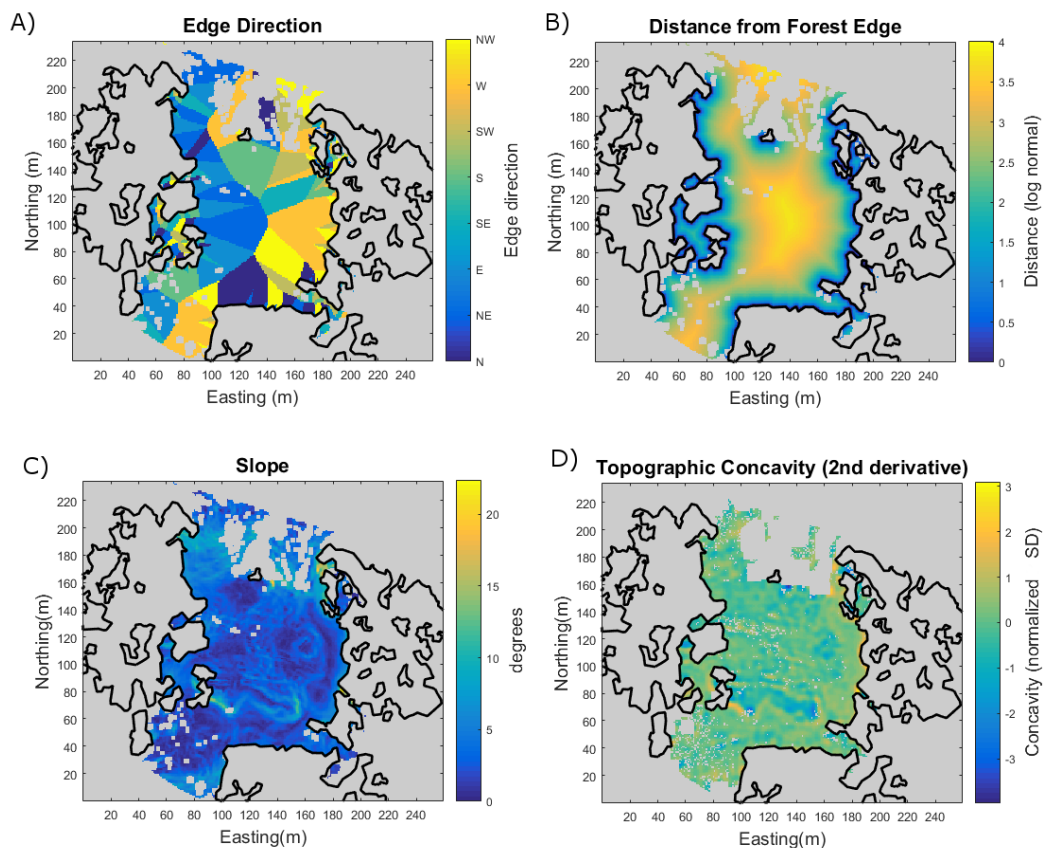 A)
Edge Direction
220
200
180
160
140
120
100
80
60
40
20
Northing (m)
20 40 60 80 100 120 140 160 180 200 220 240
Easting (m)
NW
W
SW
S
SE
E
NE
N
Edge direction
B)
Distance from Forest Edge
220
200
180
160
140
120
100
80
60
40
20
Northing (m)
20 40 60 80 100 120 140 160 180 200 220 240
Easting (m)
4
3.5
3
2.5
2
1.5
1
0.5
0
Distance (log normal)
C)
Slope
220
200
180
160
140
120
100
80
60
40
20
Northing(m)
20 40 60 80 100 120 140 160 180 200 220 240
Easting(m)
20
15
10
5
0
degrees
D)
Topographic Concavity (2nd derivative)
220
200
180
160
140
120
100
80
60
40
20
Northing(m)
20 40 60 80 100 120 140 160 180 200 220 240
Easting(m)
3
2
1
0
-1
-2
-3
Concavity (normalized SD)